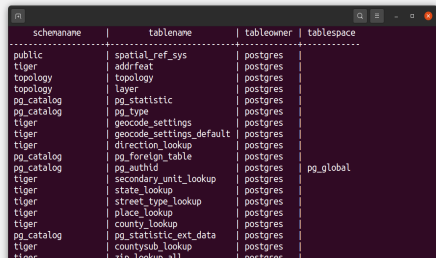 schemaname | tablename | tableowner | tablespace
-------------------+-------------------------+------------+------------
public | spatial_ref_sys | postgres |
tiger | addrfeat | postgres |
topology | topology | postgres |
topology | layer | postgres |
pg_catalog | pg_statistic | postgres |
pg_catalog | pg_type | postgres |
tiger | geocode_settings | postgres |
tiger | geocode_settings_default | postgres |
tiger | direction_lookup | postgres |
pg_catalog | pg_foreign_table | postgres |
pg_catalog | pg_authid | postgres | pg_global
tiger | secondary_unit_lookup | postgres |
tiger | state_lookup | postgres |
tiger | street_type_lookup | postgres |
tiger | place_lookup | postgres |
tiger | county_lookup | postgres |
pg_catalog | pg_statistic_ext_data | postgres |
tiger | countysub_lookup | postgres |
tiger | zip_lookup_all | postgres |